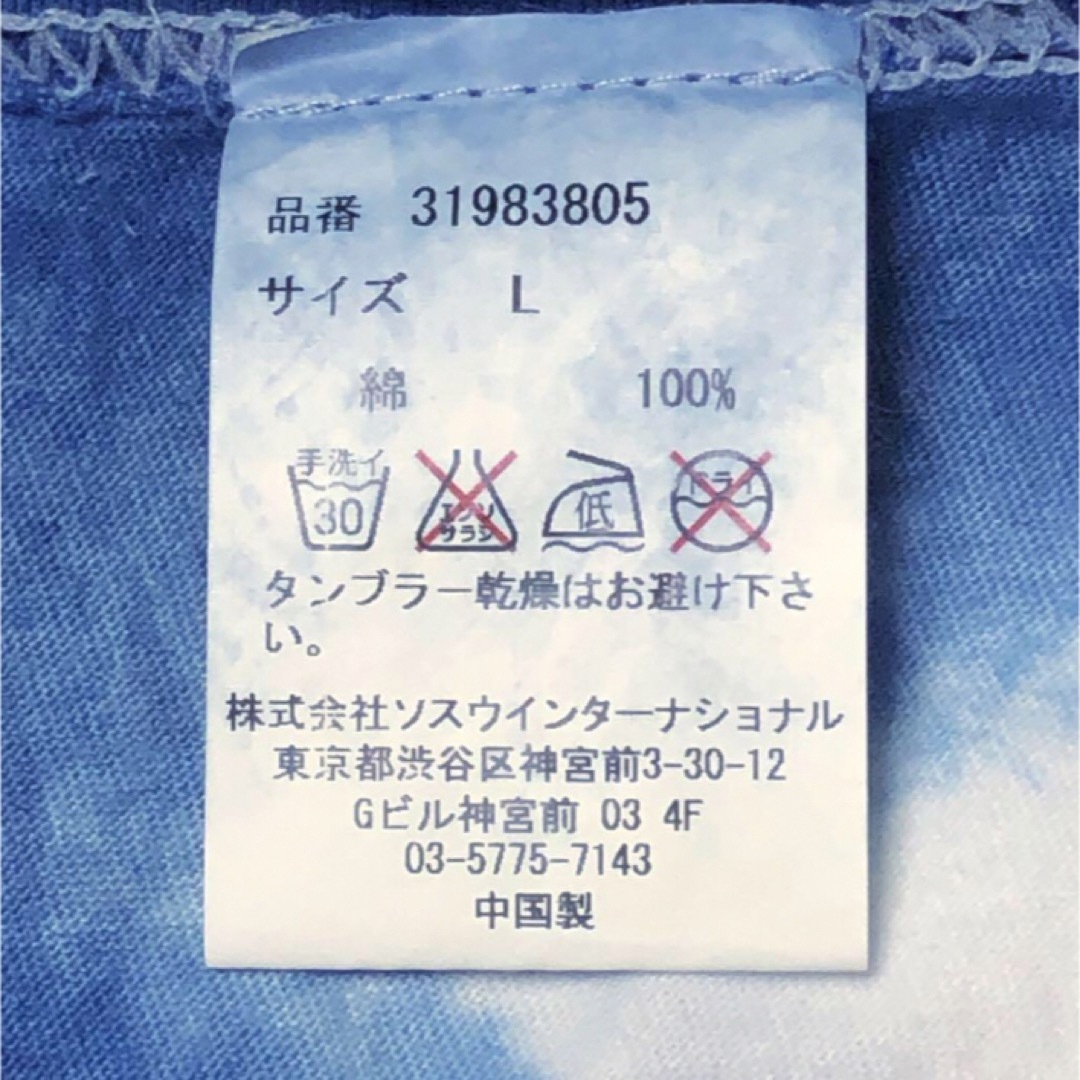 品番 31983805
サイズ L
綿 100%
手洗イ 30 エンソ サラシ 低 ドライ
タンブラー乾燥はお避け下さ
い。
株式会社ソスウインターナショナル
東京都渋谷区神宮前3-30-12
Gビル神宮前 03 4F
03-5775-7143
中国製